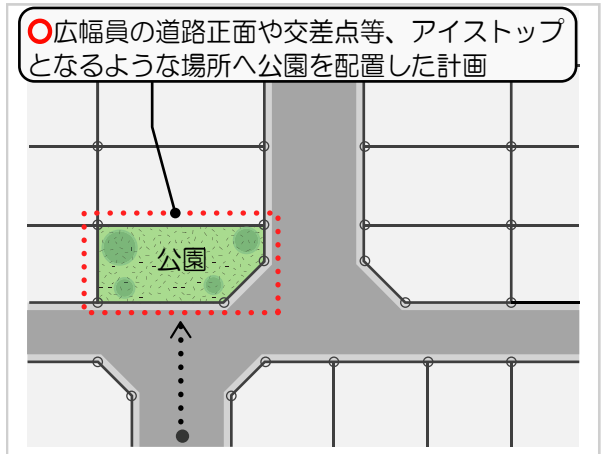 ⭕広幅員の道路正面や交差点等、アイストップ
となるような場所へ公園を配置した計画
公園